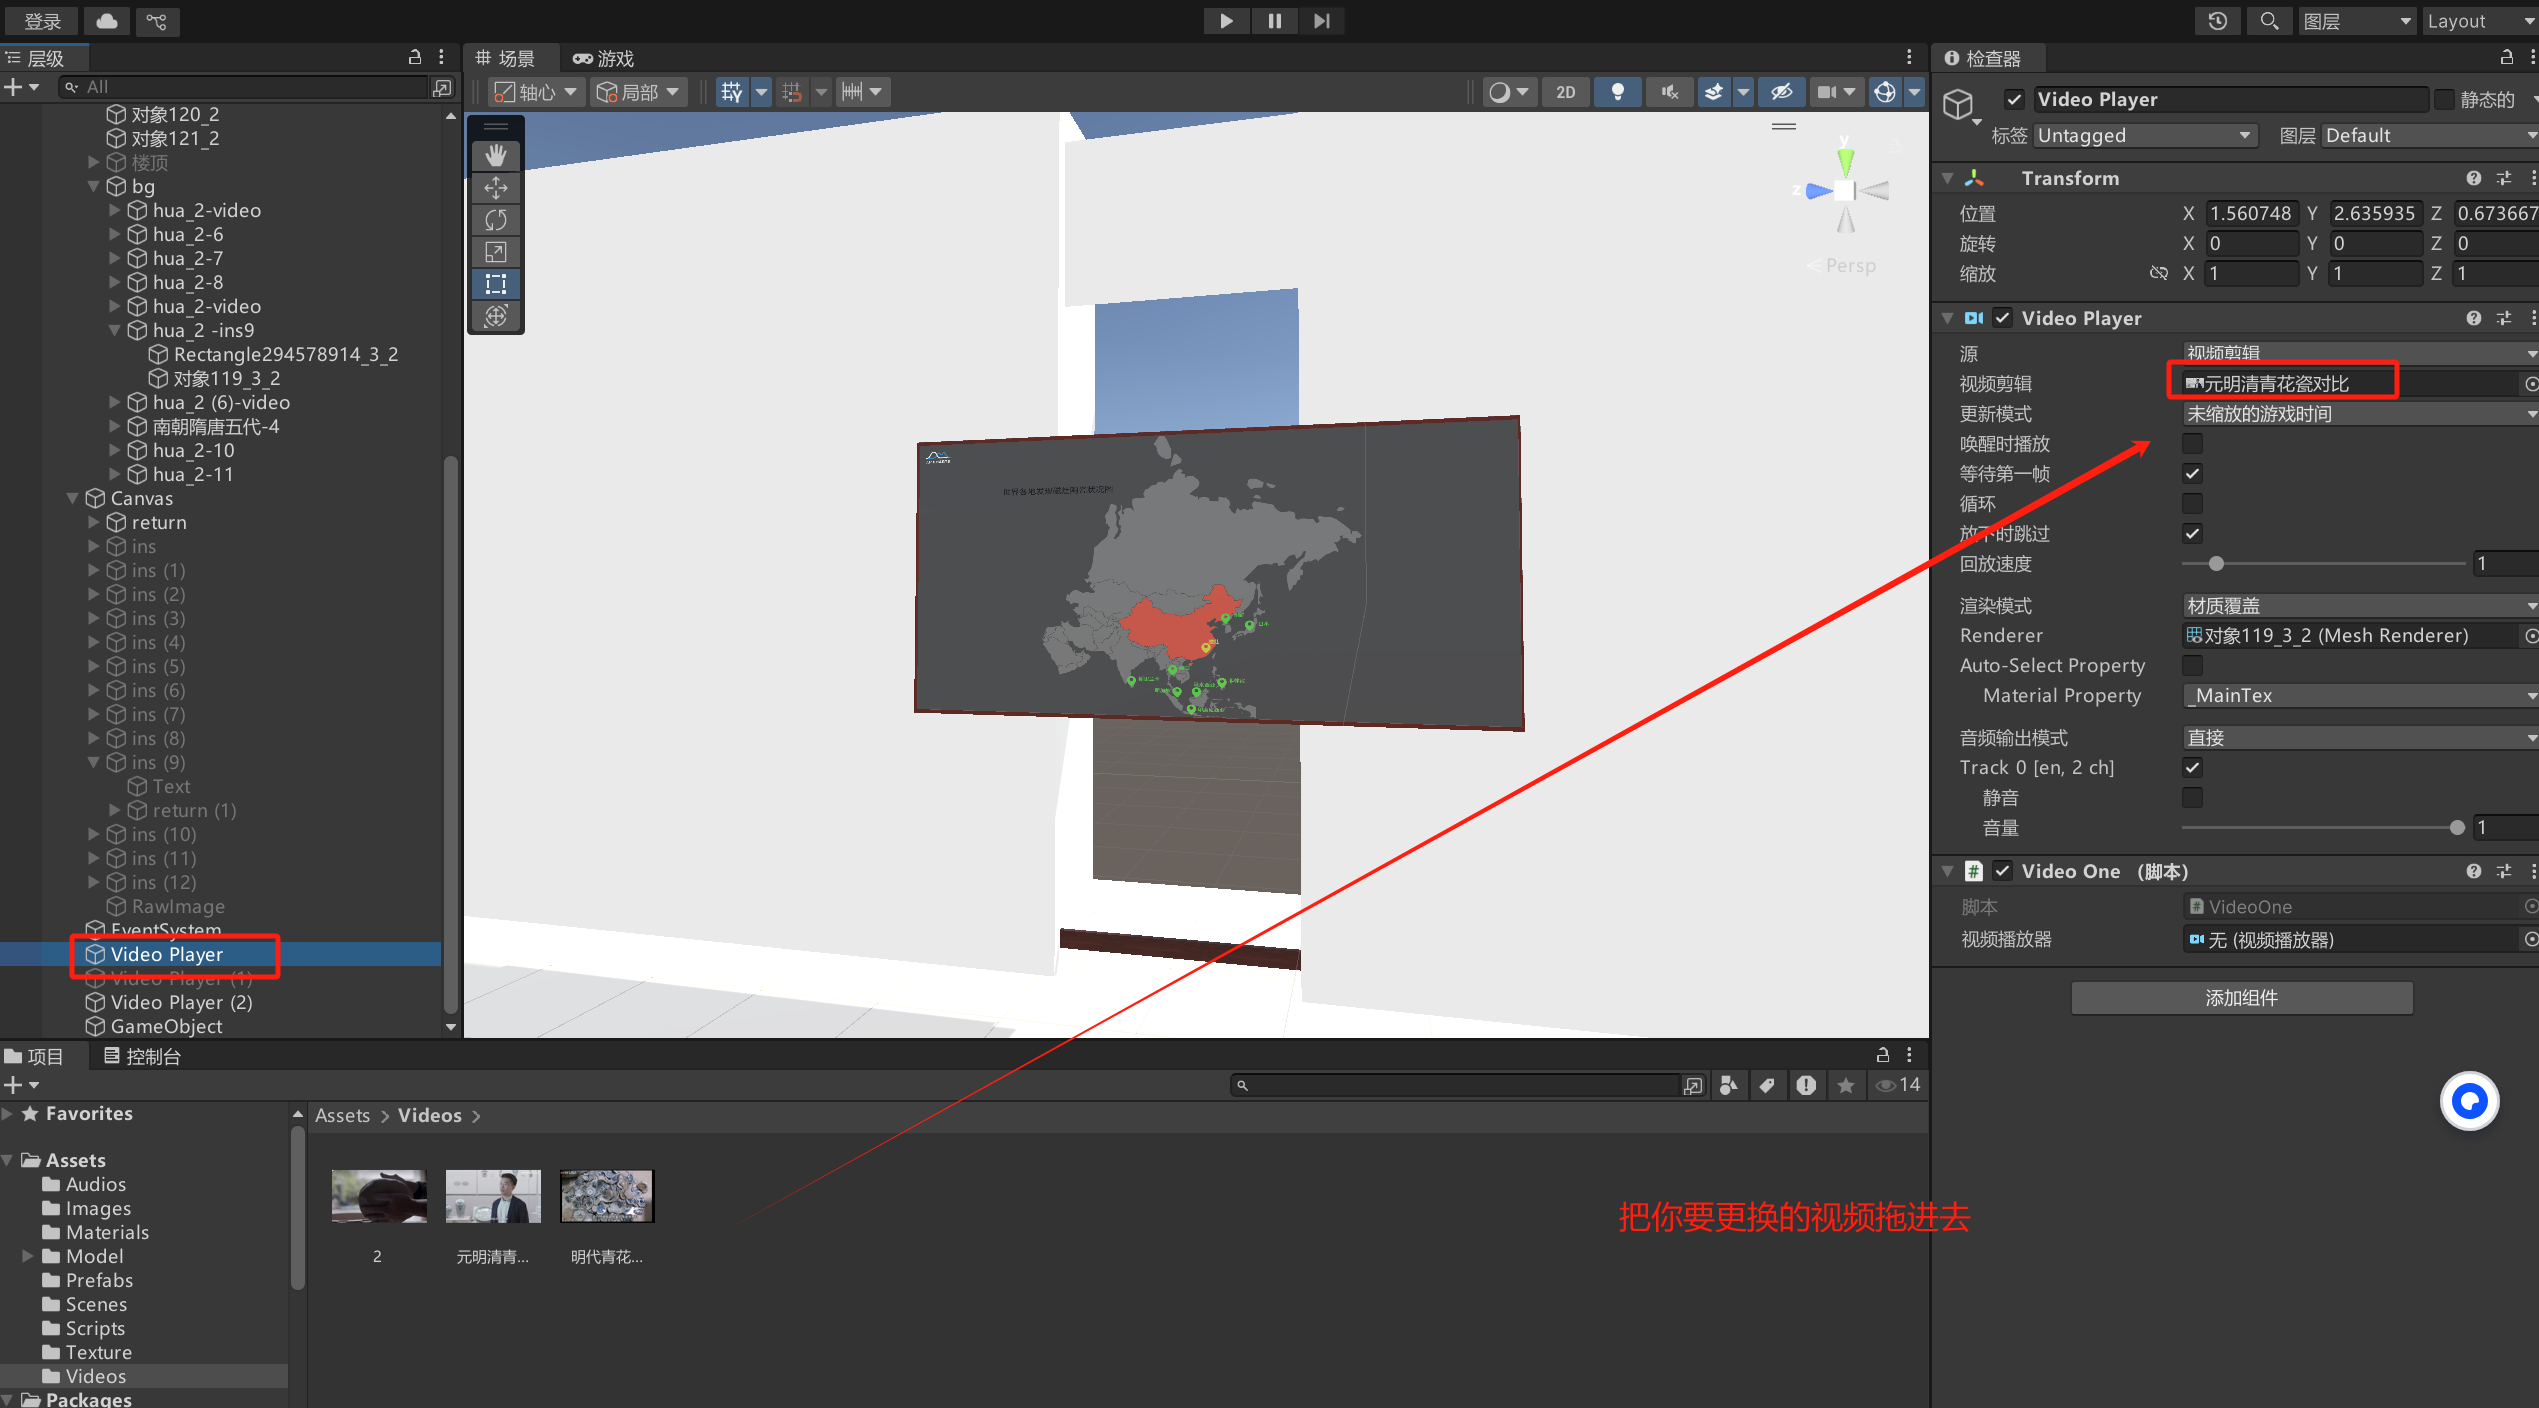 登录
图层
Layout
层级
场景
游戏
检查器
All
轴心
局部
2D
Video Player
静态的
标签
Untagged
图层
Default
Transform
位置
X
1.560748
Y
2.635935
Z
0.673667
旋转
X
0
Y
0
Z
0
缩放
X
1
Y
1
Z
1
对象120_2
对象121_2
楼顶
bg
hua_2-video
hua_2-6
hua_2-7
hua_2-8
hua_2-video
hua_2 -ins9
Rectangle294578914_3_2
对象119_3_2
hua_2 (6)-video
南朝隋唐五代-4
hua_2-10
hua_2-11
Canvas
return
ins
ins (1)
ins (2)
ins (3)
ins (4)
ins (5)
ins (6)
ins (7)
ins (8)
ins (9)
Text
return (1)
ins (10)
ins (11)
ins (12)
RawImage
EventSystem
Video Player
Video Player (1)
Video Player (2)
GameObject
y
z
Persp
Video Player
源
视频剪辑
视频剪辑
元明清青花瓷对比
更新模式
未缩放的游戏时间
唤醒时播放
等待第一帧
循环
放不时跳过
回放速度
1
渲染模式
材质覆盖
Renderer
对象119_3_2 (Mesh Renderer)
Auto-Select Property
Material Property
_MainTex
音频输出模式
直接
Track 0 [en, 2 ch]
静音
音量
1
Video One (脚本)
脚本
VideoOne
视频播放器
无 (视频播放器)
添加组件
项目
控制台
14
Favorites
Assets
Audios
Images
Materials
Model
Prefabs
Scenes
Scripts
Texture
Videos
Packages
Assets > Videos >
2
元明清青...
明代青花...
把你要更换的视频拖进去